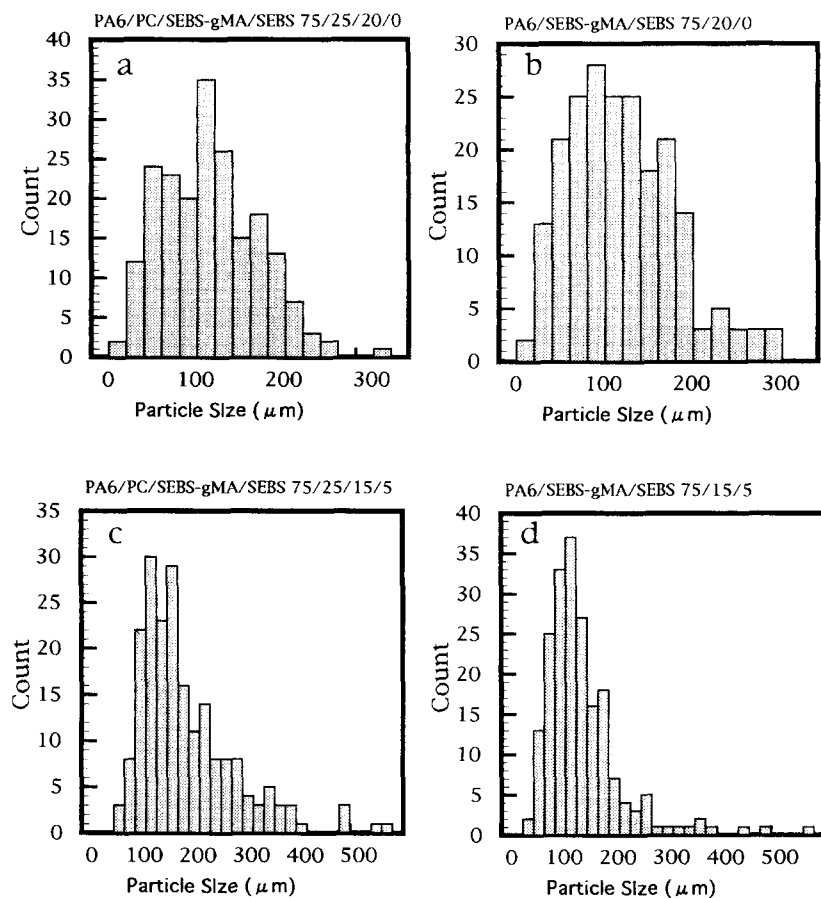 PA6/PC/SEBS-gMA/SEBS 75/25/20/0
a
40
35
30
25
20
15
10
5
0
Count
0 100 200 300
Particle Size (μm)
PA6/SEBS-gMA/SEBS 75/20/0
b
30
25
20
15
10
5
0
Count
0 100 200 300
Particle Size (μm)
PA6/PC/SEBS-gMA/SEBS 75/25/15/5
c
35
30
25
20
15
10
5
0
Count
0 100 200 300 400 500
Particle Size (μm)
PA6/SEBS-gMA/SEBS 75/15/5
d
40
35
30
25
20
15
10
5
0
Count
0 100 200 300 400 500
Particle Size (μm)